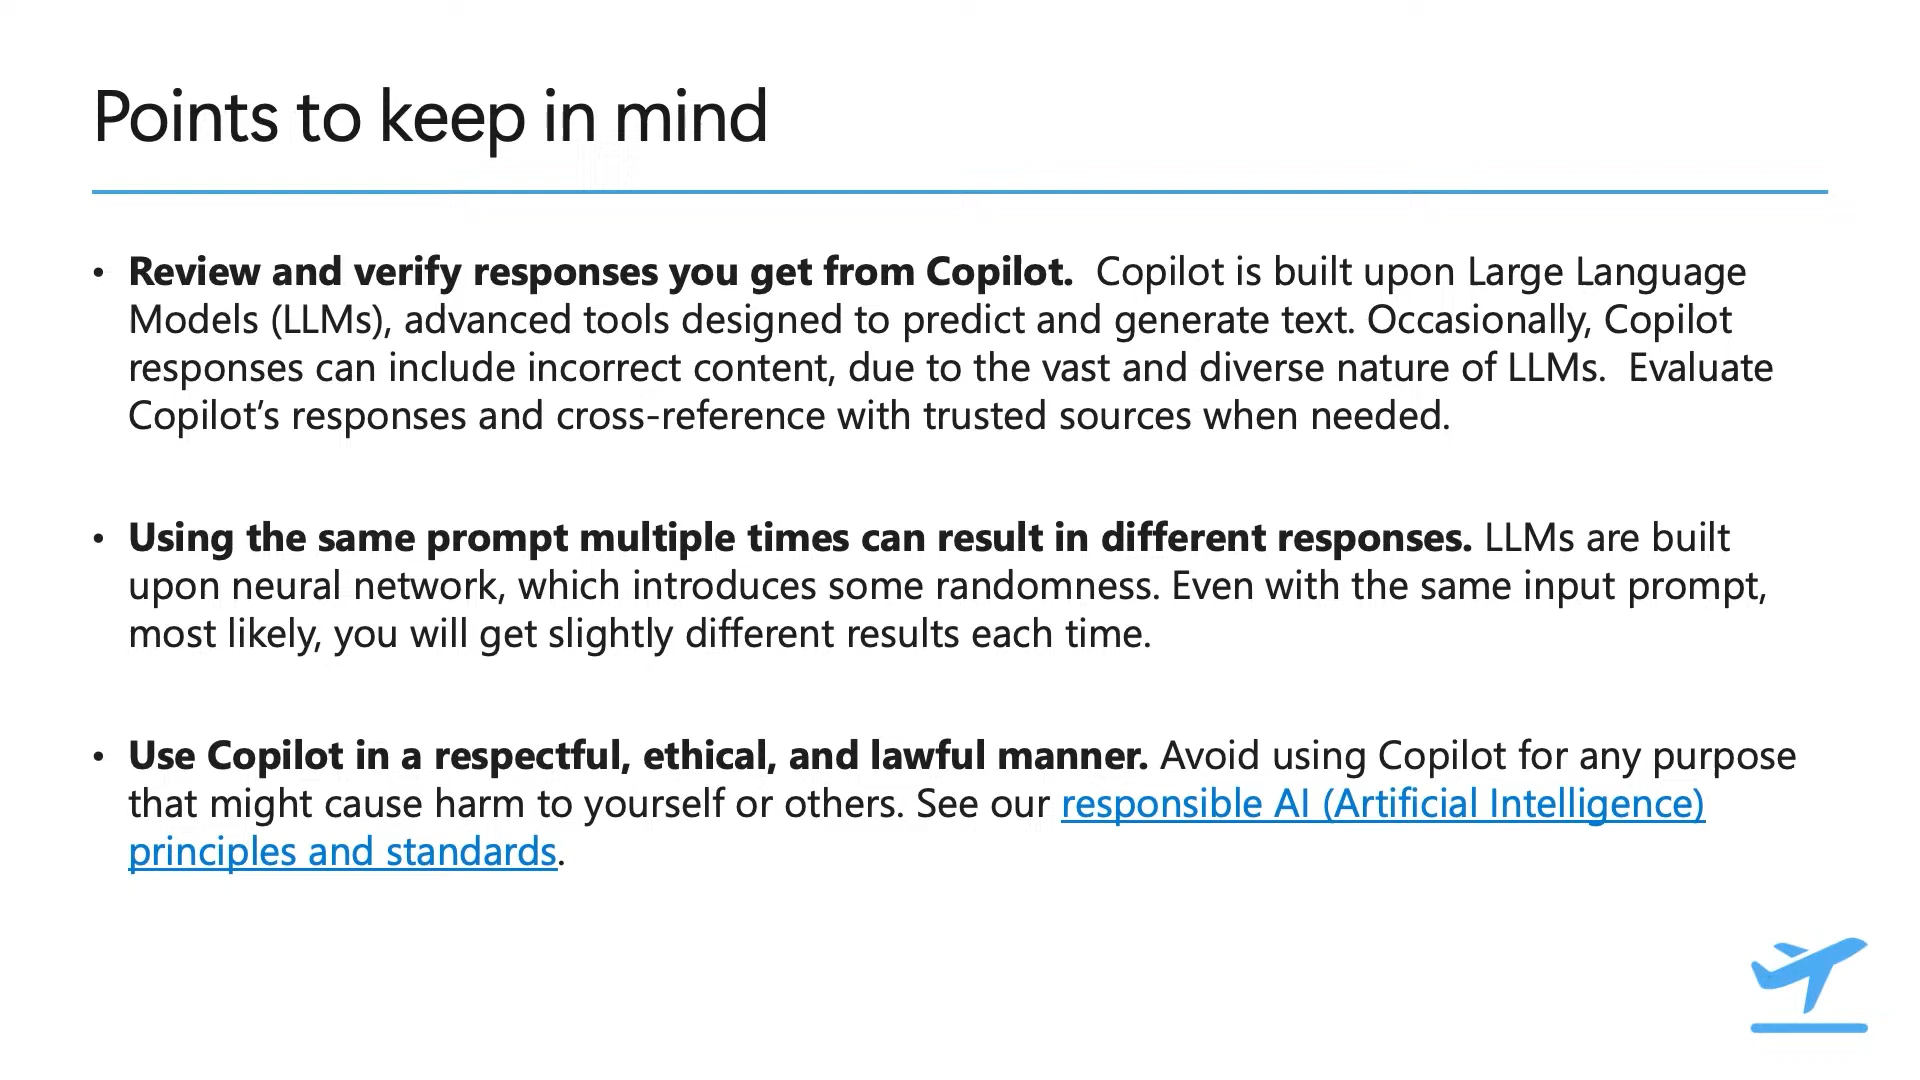 Points to keep in mind
• Review and verify responses you get from Copilot.  Copilot is built upon Large Language
Models (LLMs), advanced tools designed to predict and generate text. Occasionally, Copilot
responses can include incorrect content, due to the vast and diverse nature of LLMs.  Evaluate
Copilot’s responses and cross-reference with trusted sources when needed.
• Using the same prompt multiple times can result in different responses. LLMs are built
upon neural network, which introduces some randomness. Even with the same input prompt,
most likely, you will get slightly different results each time.
• Use Copilot in a respectful, ethical, and lawful manner. Avoid using Copilot for any purpose
that might cause harm to yourself or others. See our responsible AI (Artificial Intelligence)
principles and standards.